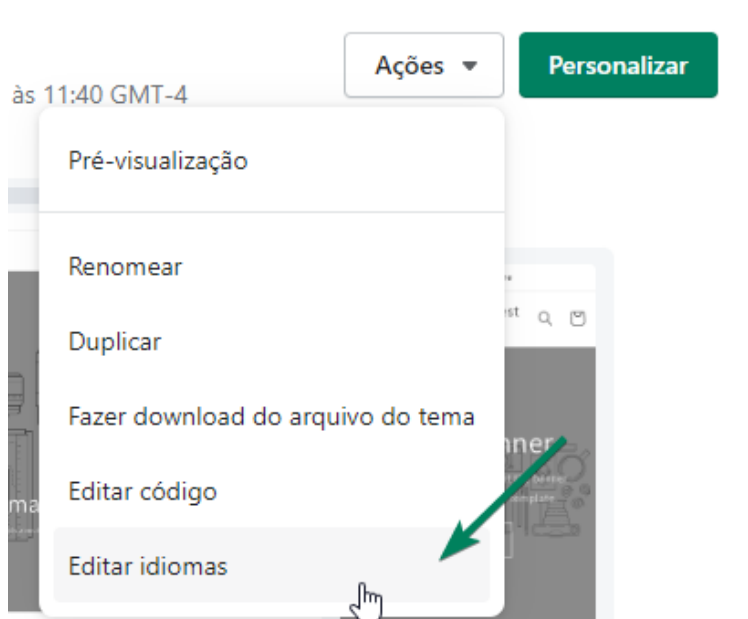 Ações
Personalizar
às 11:40 GMT-4
Pré-visualização
Renomear
Duplicar
Fazer download do arquivo do tema
Editar código
Editar idiomas